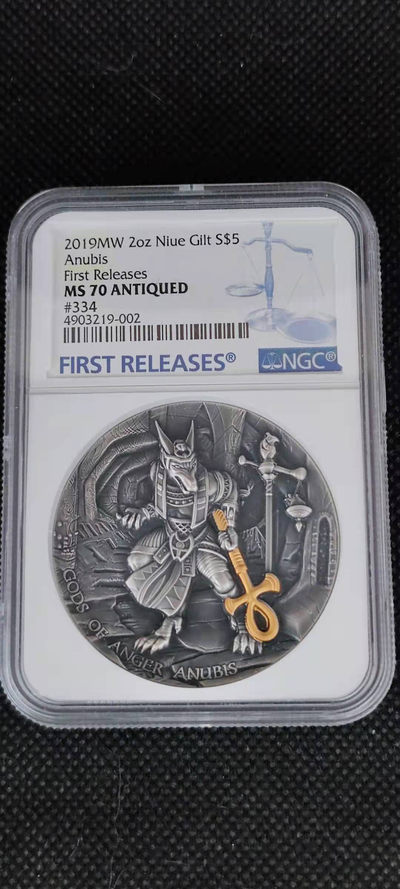 2019MW 2oz Niue Gilt S$5
Anubis
First Releases
MS 70 ANTIQUED
#334
4903219-002
FIRST RELEASES®
NGC®
GODS OF ANGER ANUBIS